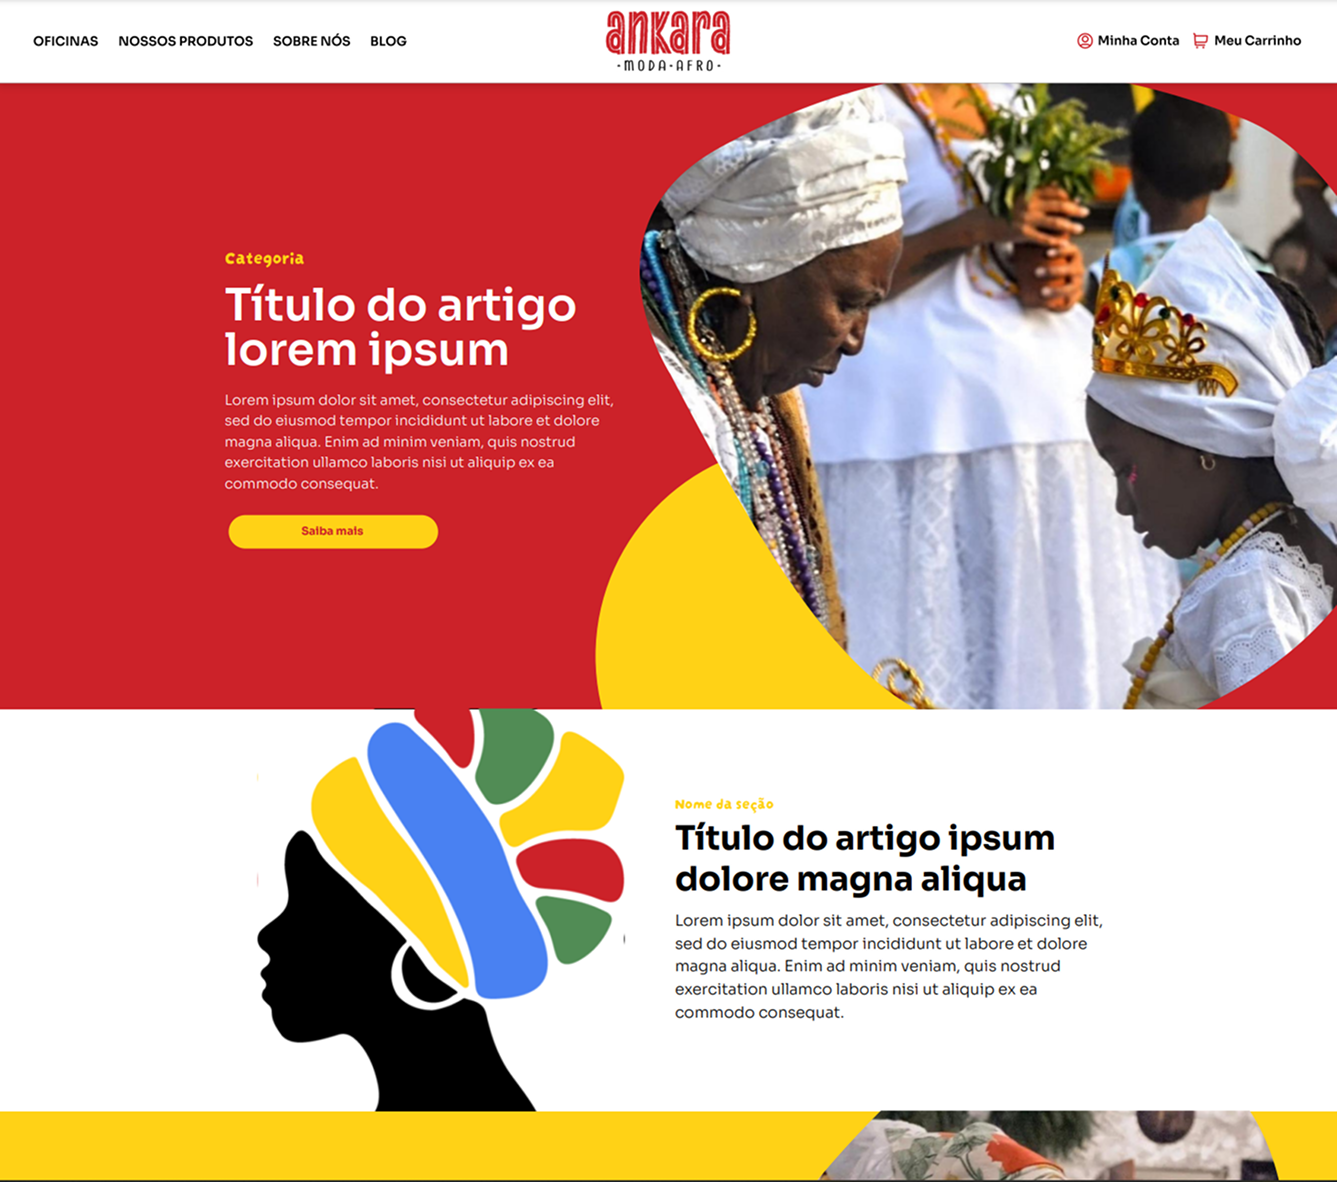 OFICINAS NOSSOS PRODUTOS SOBRE NÓS BLOG
ankara
·MODA·AFRO·
Minha Conta Meu Carrinho
Categoria
Título do artigo
lorem ipsum
Lorem ipsum dolor sit amet, consectetur adipiscing elit,
sed do eiusmod tempor incididunt ut labore et dolore
magna aliqua. Enim ad minim veniam, quis nostrud
exercitation ullamco laboris nisi ut aliquip ex ea
commodo consequat.
Saiba mais
Nome da seção
Título do artigo ipsum
dolore magna aliqua
Lorem ipsum dolor sit amet, consectetur adipiscing elit,
sed do eiusmod tempor incididunt ut labore et dolore
magna aliqua. Enim ad minim veniam, quis nostrud
exercitation ullamco laboris nisi ut aliquip ex ea
commodo consequat.